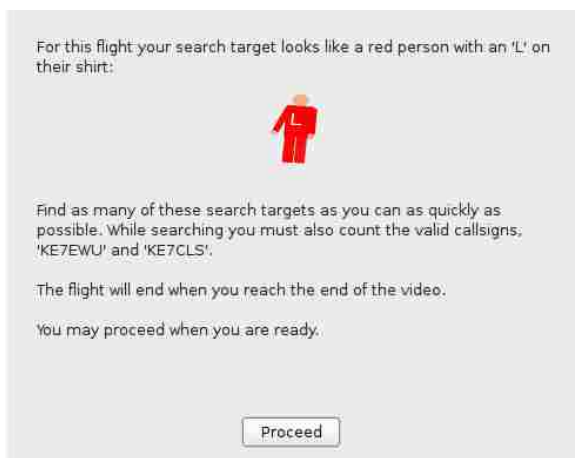 For this flight your search target looks like a red person with an 'L' on
their shirt:
L
Find as many of these search targets as you can as quickly as
possible. While searching you must also count the valid callsigns,
'KE7EWU' and 'KE7CLS'.
The flight will end when you reach the end of the video.
You may proceed when you are ready.
Proceed